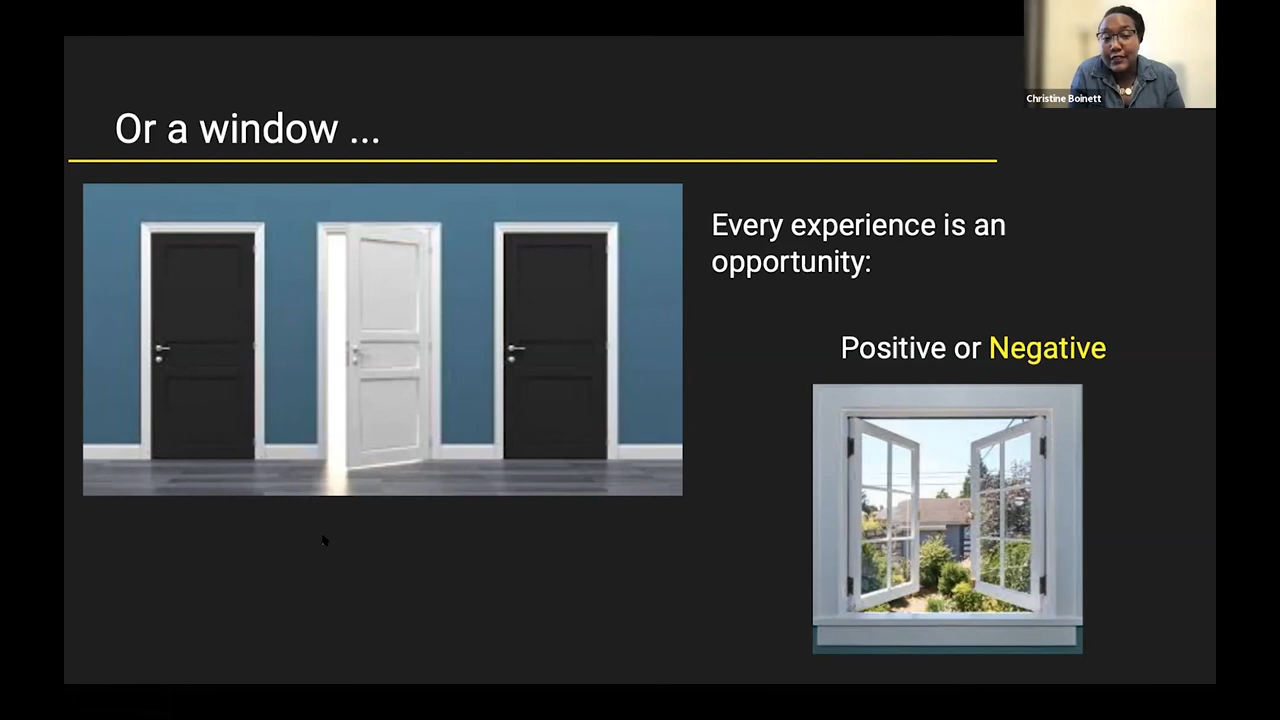 Christine Boinett
Or a window ...
Every experience is an
opportunity:
Positive or Negative